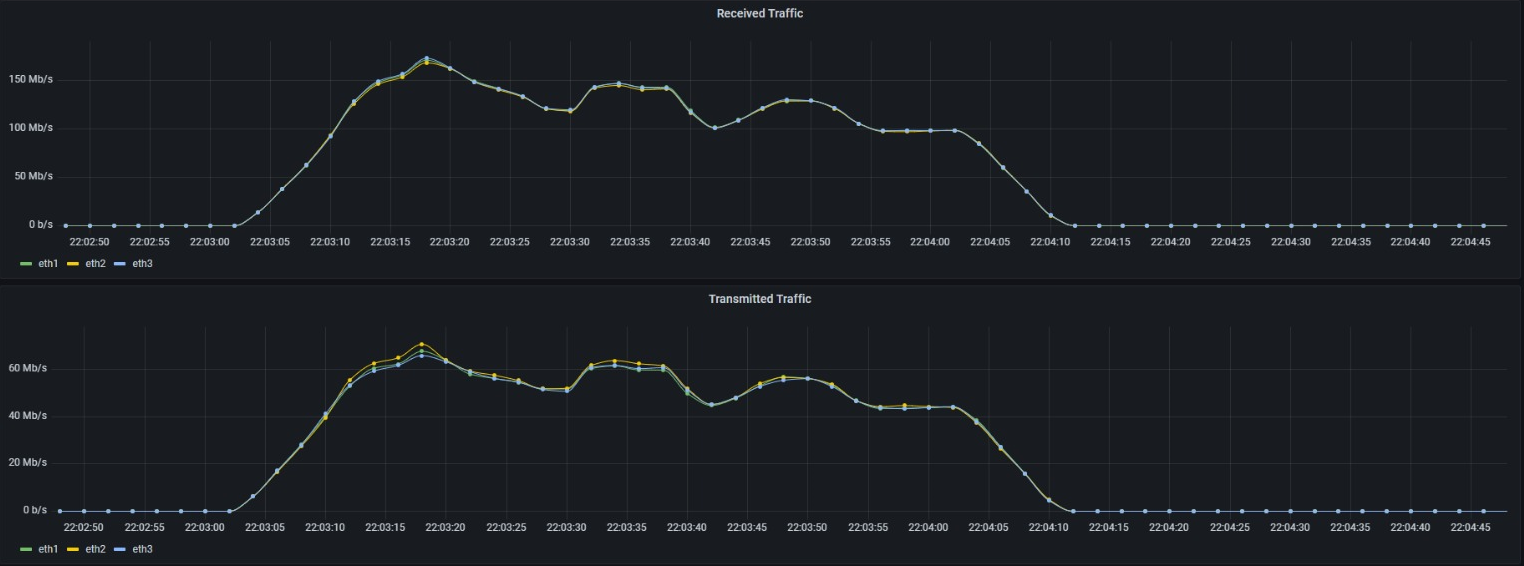 Received Traffic
150 Mb/s
100 Mb/s
50 Mb/s
0 b/s
22:02:50 22:02:55 22:03:00 22:03:05 22:03:10 22:03:15 22:03:20 22:03:25 22:03:30 22:03:35 22:03:40 22:03:45 22:03:50 22:03:55 22:04:00 22:04:05 22:04:10 22:04:15 22:04:20 22:04:25 22:04:30 22:04:35 22:04:40 22:04:45
eth1 eth2 eth3
Transmitted Traffic
60 Mb/s
40 Mb/s
20 Mb/s
0 b/s
22:02:50 22:02:55 22:03:00 22:03:05 22:03:10 22:03:15 22:03:20 22:03:25 22:03:30 22:03:35 22:03:40 22:03:45 22:03:50 22:03:55 22:04:00 22:04:05 22:04:10 22:04:15 22:04:20 22:04:25 22:04:30 22:04:35 22:04:40 22:04:45
eth1 eth2 eth3